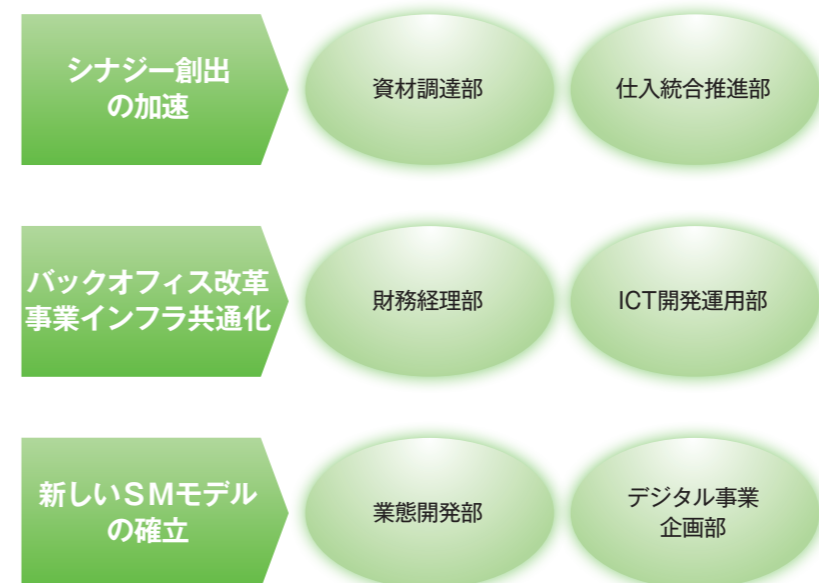 シナジー創出
の加速
資材調達部
仕入統合推進部
バックオフィス改革
事業インフラ共通化
財務経理部
ICT開発運用部
新しいSMモデル
の確立
業態開発部
デジタル事業
企画部